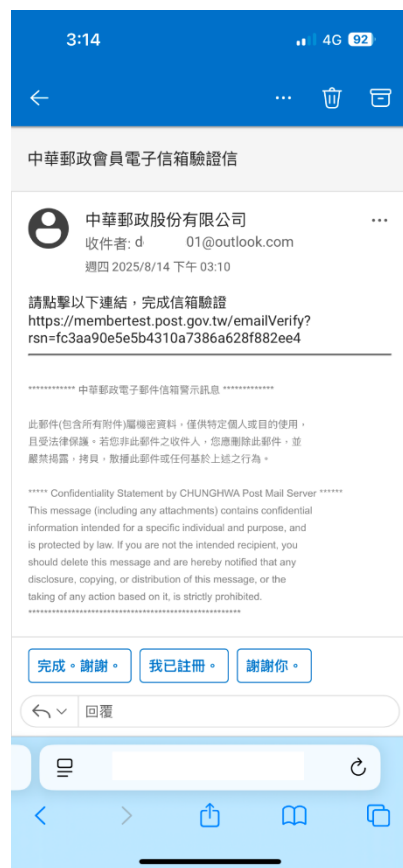 3:14
4G 92
中華郵政會員電子信箱驗證信
中華郵政股份有限公司
收件者: d 01@outlook.com
週四 2025/8/14 下午 03:10
請點擊以下連結，完成信箱驗證
https://membertest.post.gov.tw/emailVerify?
rsn=fc3aa90e5e5b4310a7386a628f882ee4
*********** 中華郵政電子郵件信箱警示訊息 *************
此郵件(包含所有附件)屬機密資料，僅供特定個人或目的使用，
且受法律保護。若您非此郵件之收件人，您應刪除此郵件，並
嚴禁揭露，拷貝，散播此郵件或任何基於上述之行為。
***** Confidentiality Statement by CHUNGHWA Post Mail Server ******
This message (including any attachments) contains confidential
information intended for a specific individual and purpose, and
is protected by law. If you are not the intended recipient, you
should delete this message and are hereby notified that any
disclosure, copying, or distribution of this message, or the
taking of any action based on it, is strictly prohibited.
******************************************************
完成。謝謝。
我已註冊。
謝謝你。
回覆